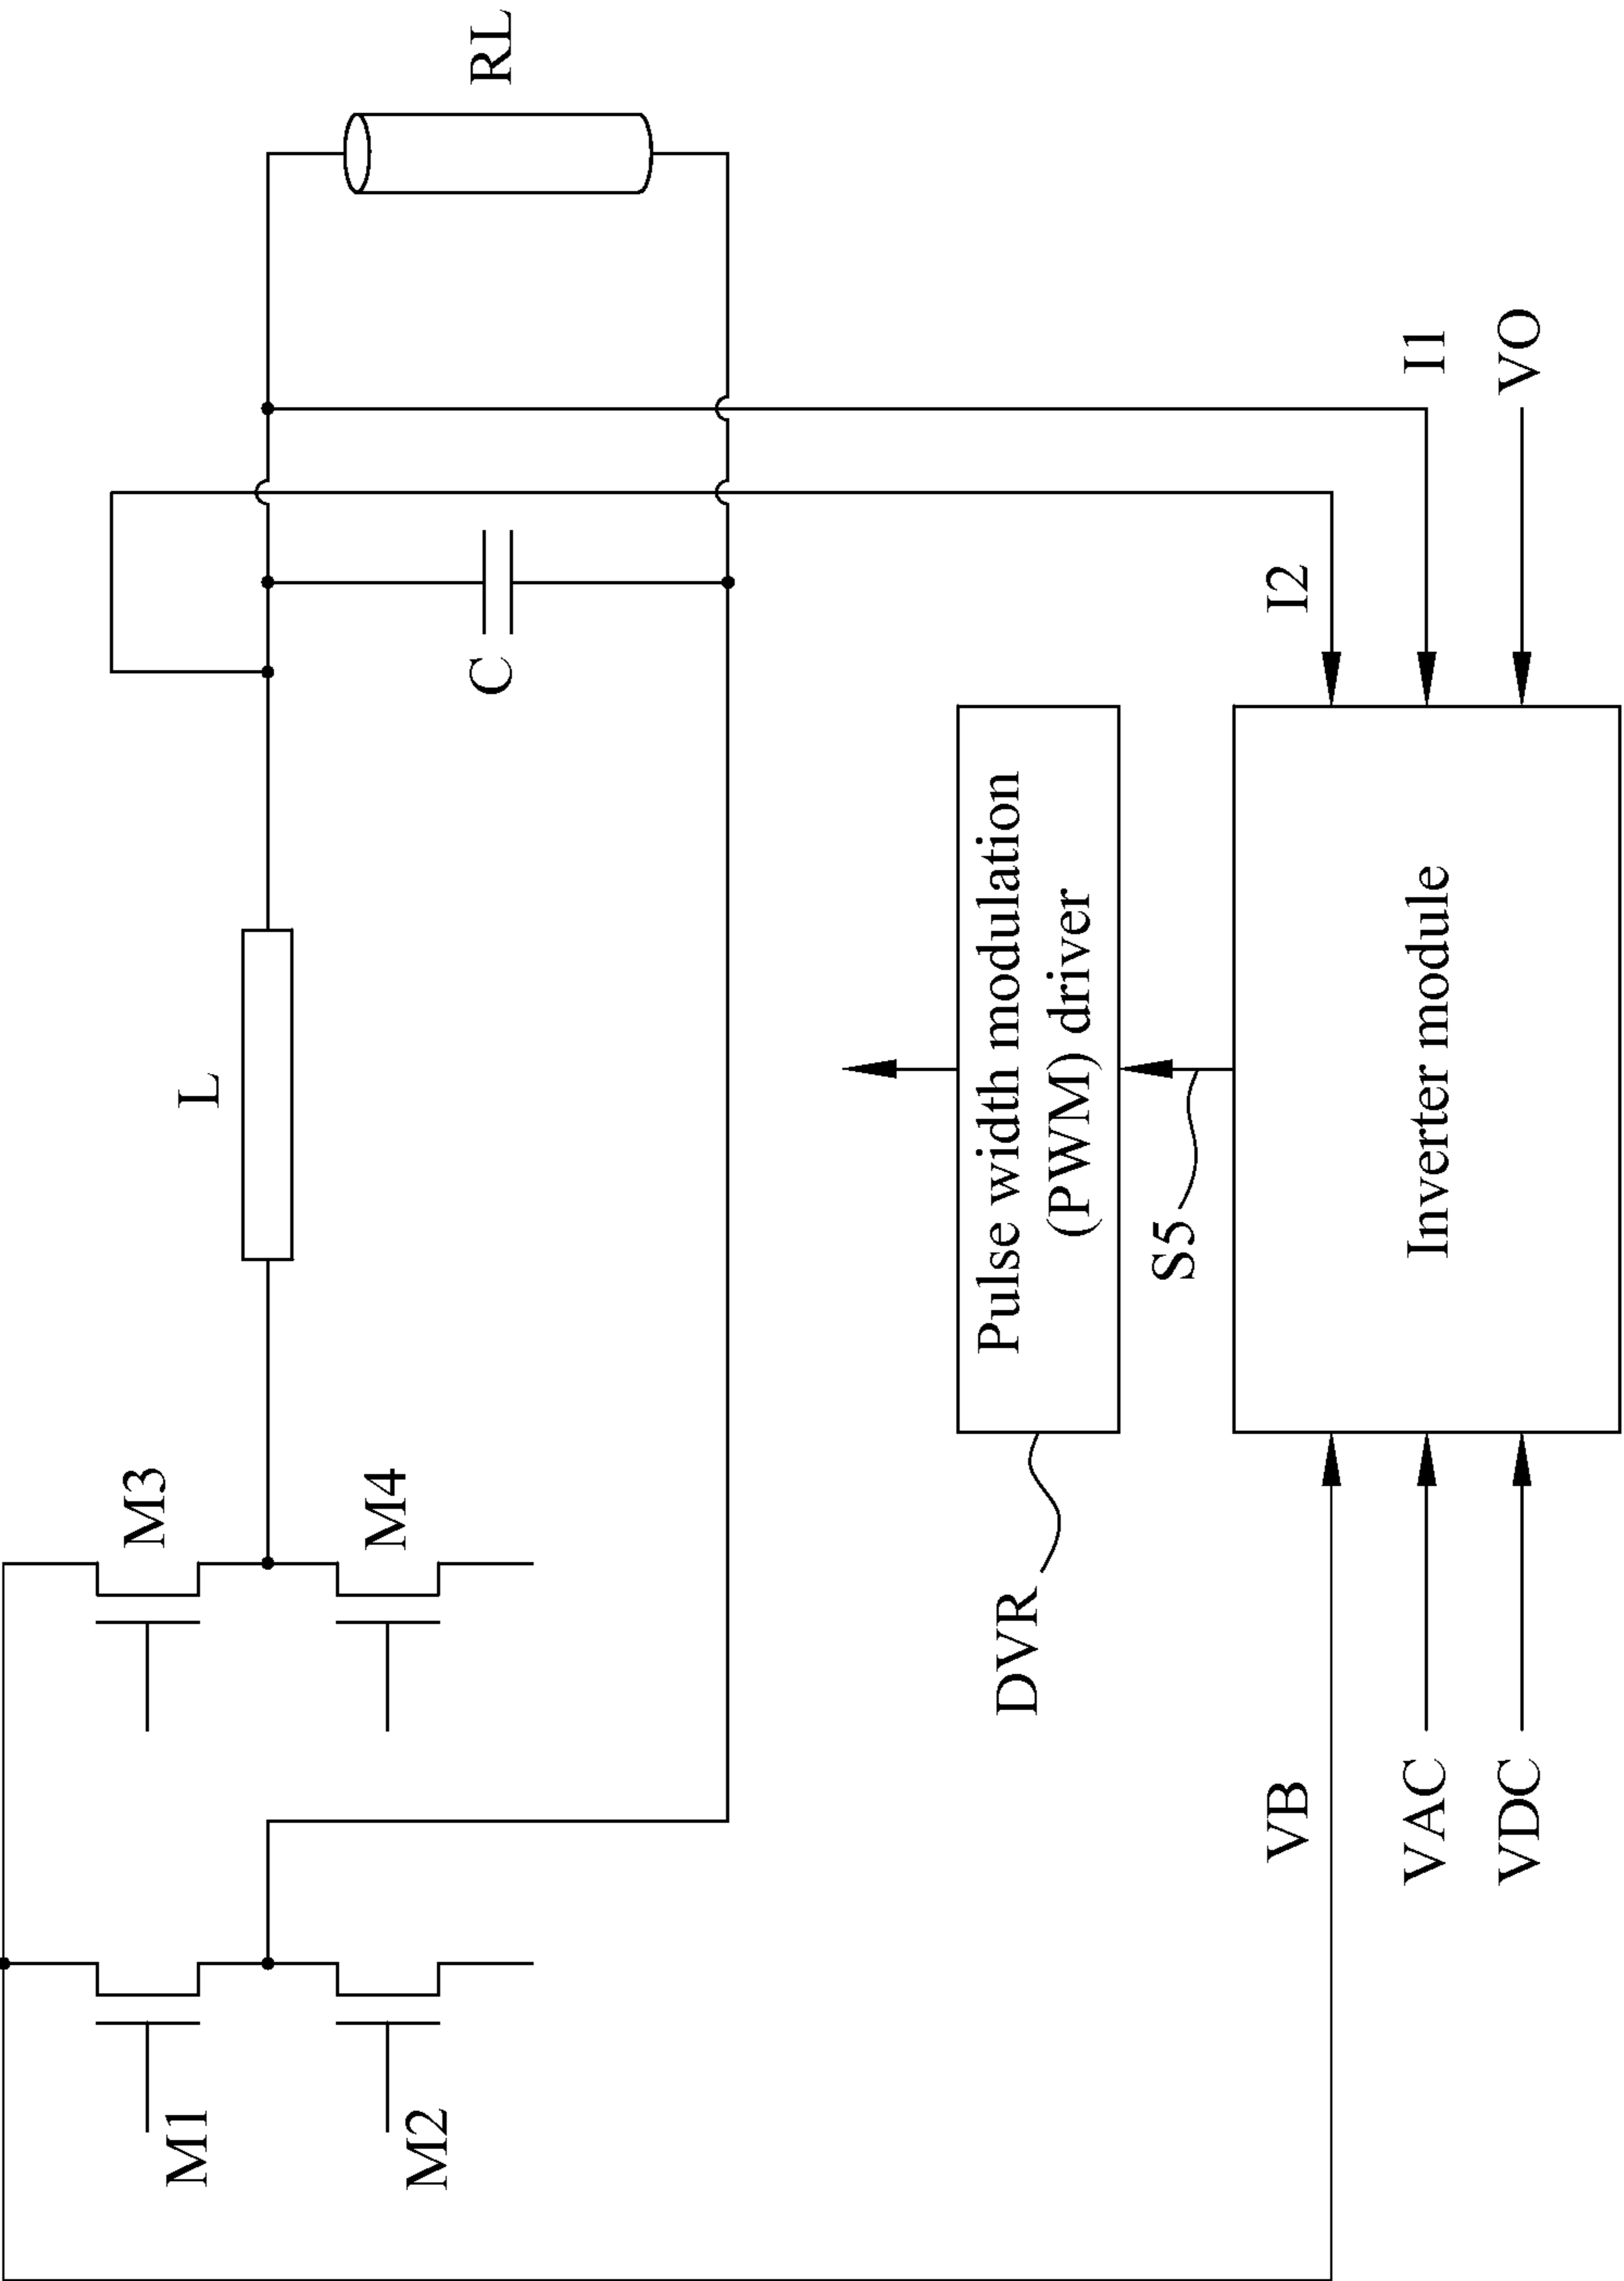 M1
M2
M3
M4
L
C
RL
DVR
Pulse width modulation
(PWM) driver
S5
VB
VAC
VDC
Inverter module
I2
I1
VO